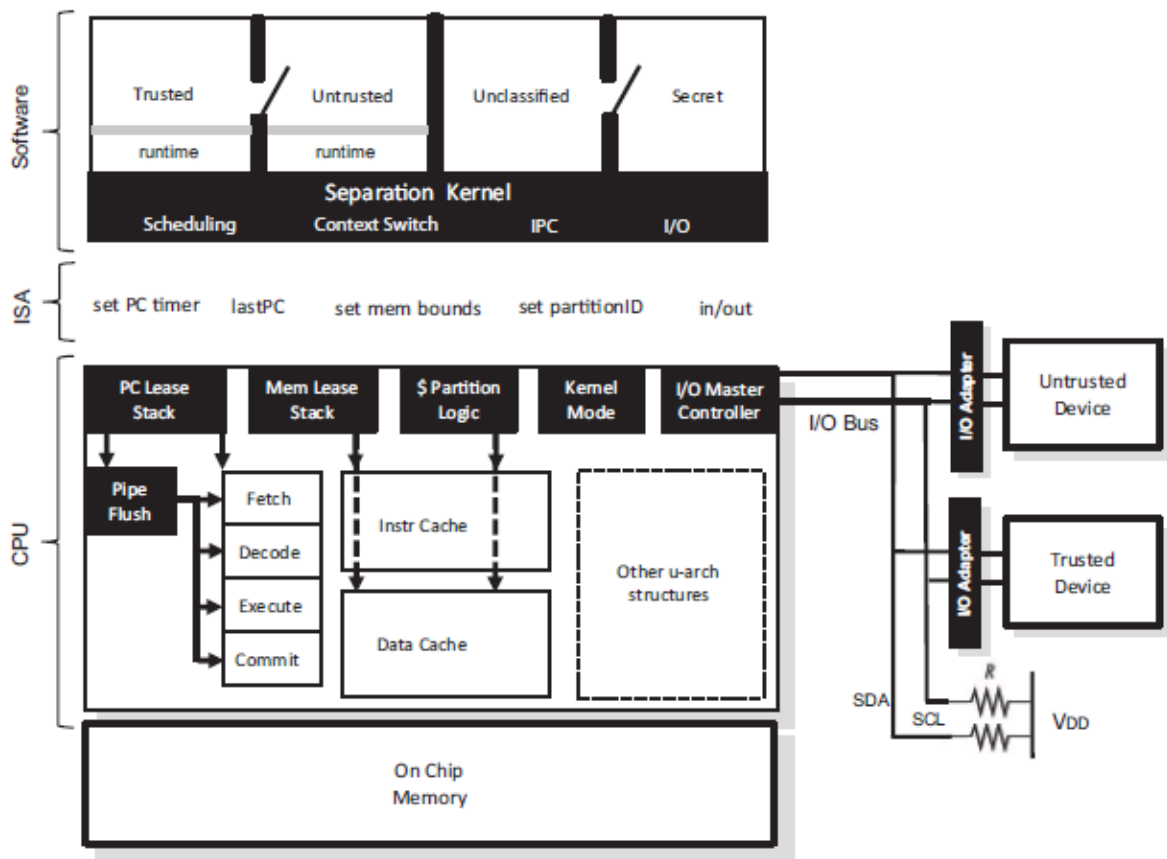 Software
Trusted
Untrusted
Unclassified
Secret
runtime
runtime
Separation Kernel
Scheduling
Context Switch
IPC
I/O
ISA
set PC timer
lastPC
set mem bounds
set partitionID
in/out
CPU
PC Lease
Stack
Mem Lease
Stack
$ Partition
Logic
Kernel
Mode
I/O Master
Controller
I/O Bus
I/O Adapter
Untrusted
Device
Pipe
Flush
Fetch
Decode
Execute
Commit
Instr Cache
Data Cache
Other u-arch
structures
I/O Adaptor
Trusted
Device
R
SDA
SCL
VDD
On Chip
Memory